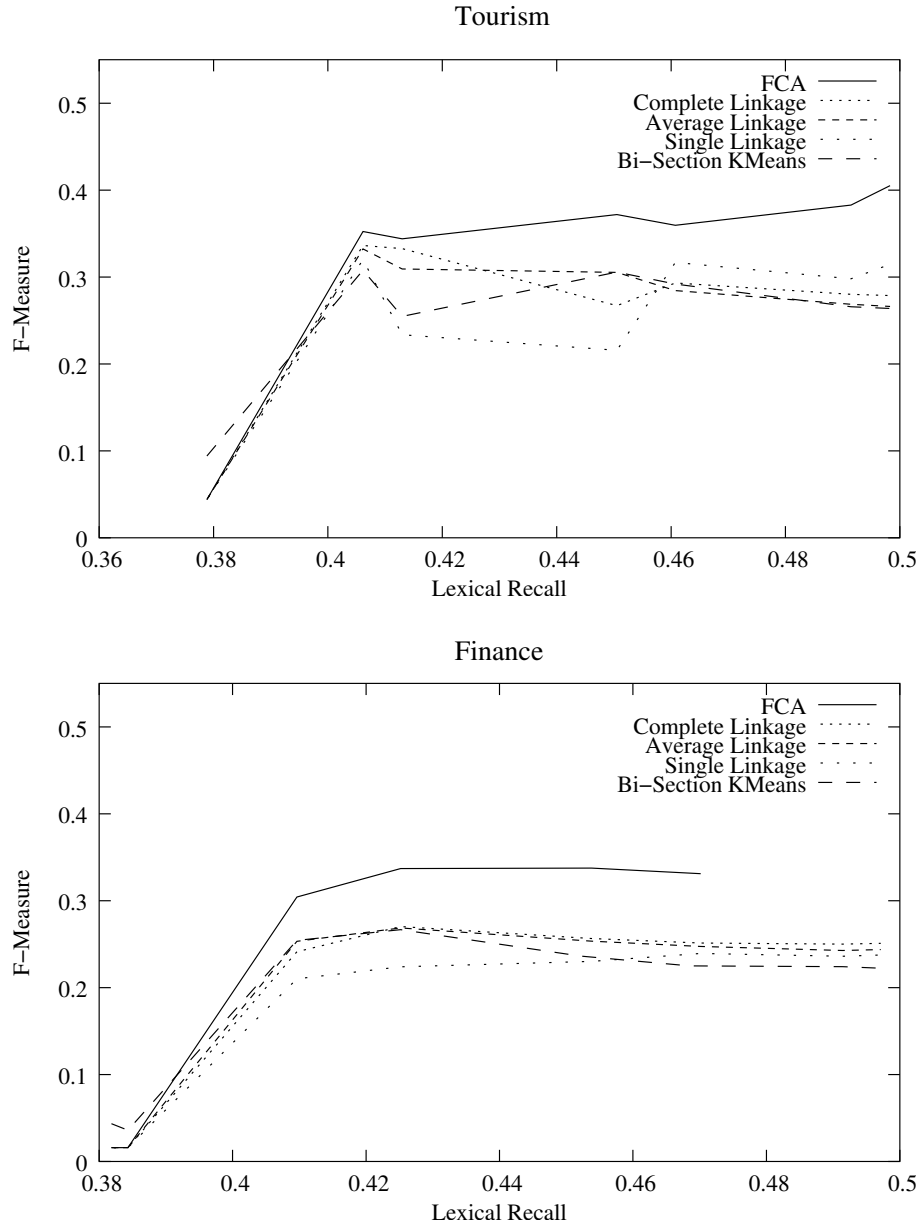 Tourism
0.5
0.4
0.3
0.2
0.1
0
F−Measure
FCA
Complete Linkage
Average Linkage
Single Linkage
Bi−Section KMeans
0.36 0.38 0.4 0.42 0.44 0.46 0.48 0.5
Lexical Recall
Finance
0.5
0.4
0.3
0.2
0.1
0
F−Measure
FCA
Complete Linkage
Average Linkage
Single Linkage
Bi−Section KMeans
0.38 0.4 0.42 0.44 0.46 0.48 0.5
Lexical Recall